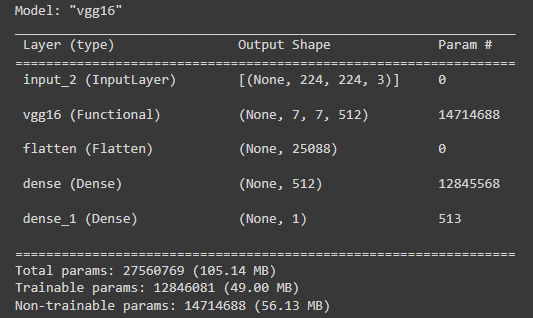 Model: "vgg16"
_________________________________________________________________
Layer (type) Output Shape Param #
=================================================================
input_2 (InputLayer) [(None, 224, 224, 3)] 0
vgg16 (Functional) (None, 7, 7, 512) 14714688
flatten (Flatten) (None, 25088) 0
dense (Dense) (None, 512) 12845568
dense_1 (Dense) (None, 1) 513
=================================================================
Total params: 27560769 (105.14 MB)
Trainable params: 12846081 (49.00 MB)
Non-trainable params: 14714688 (56.13 MB)